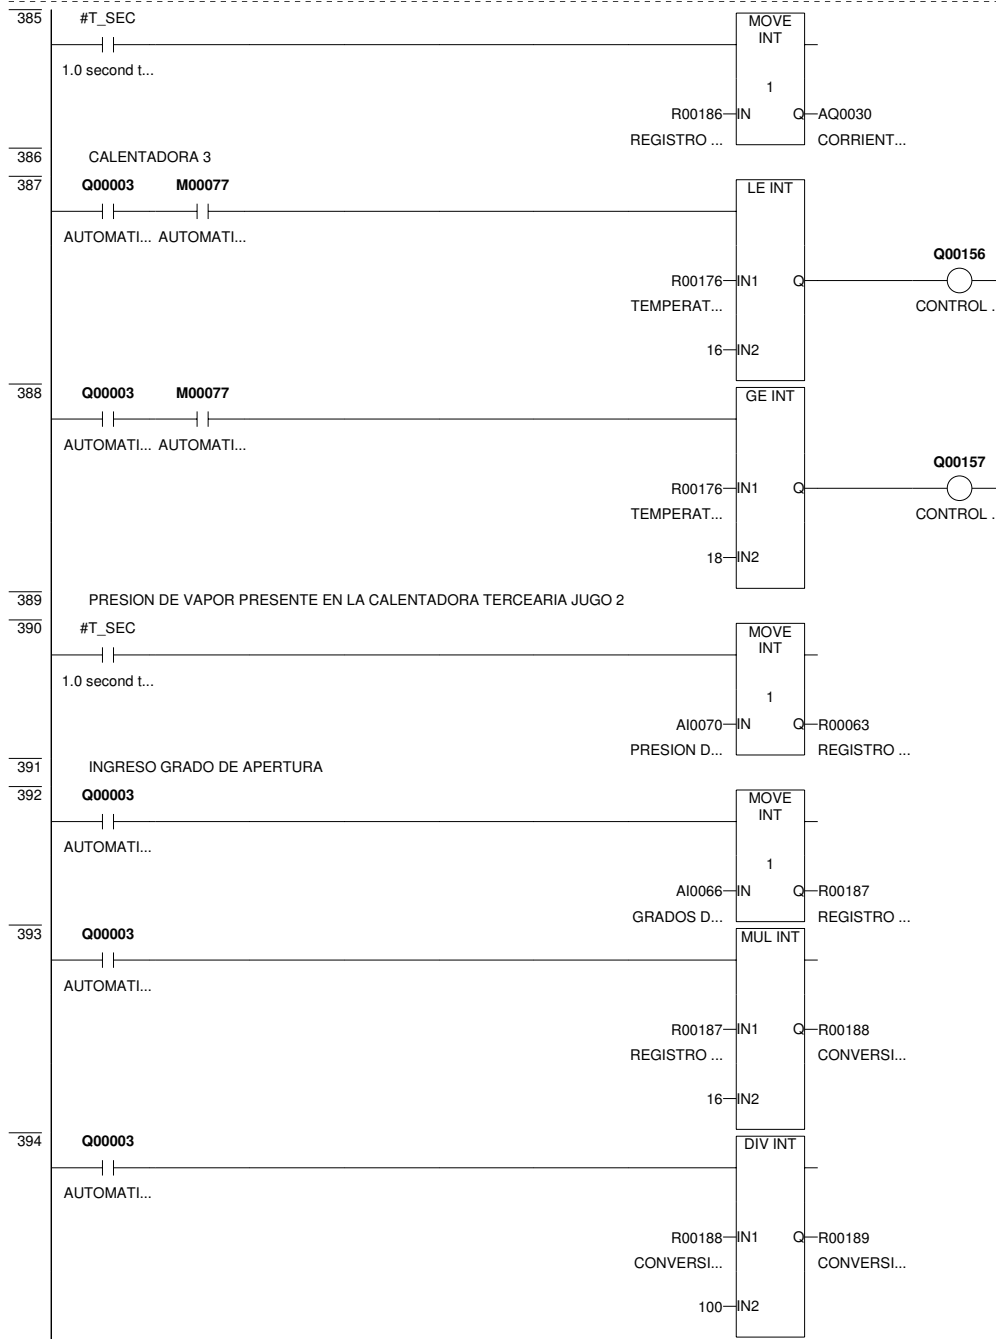 385 #T_SEC MOVE INT
1.0 second t... 1
R00186 IN Q AQ0030
REGISTRO ... CORRIENT...
386 CALENTADORA 3
387 Q00003 M00077 LE INT
AUTOMATI... AUTOMATI...
Q00156
R00176 IN1 Q
TEMPERAT... CONTROL .
16 IN2
388 Q00003 M00077 GE INT
AUTOMATI... AUTOMATI...
Q00157
R00176 IN1 Q
TEMPERAT... CONTROL .
18 IN2
389 PRESION DE VAPOR PRESENTE EN LA CALENTADORA TERCEARIA JUGO 2
390 #T_SEC MOVE INT
1.0 second t... 1
AI0070 IN Q R00063
PRESION D... REGISTRO ...
391 INGRESO GRADO DE APERTURA
392 Q00003 MOVE INT
AUTOMATI... 1
AI0066 IN Q R00187
GRADOS D... REGISTRO ...
393 Q00003 MUL INT
AUTOMATI...
R00187 IN1 Q R00188
REGISTRO ... CONVERSI...
16 IN2
394 Q00003 DIV INT
AUTOMATI...
R00188 IN1 Q R00189
CONVERSI... CONVERSI...
100 IN2